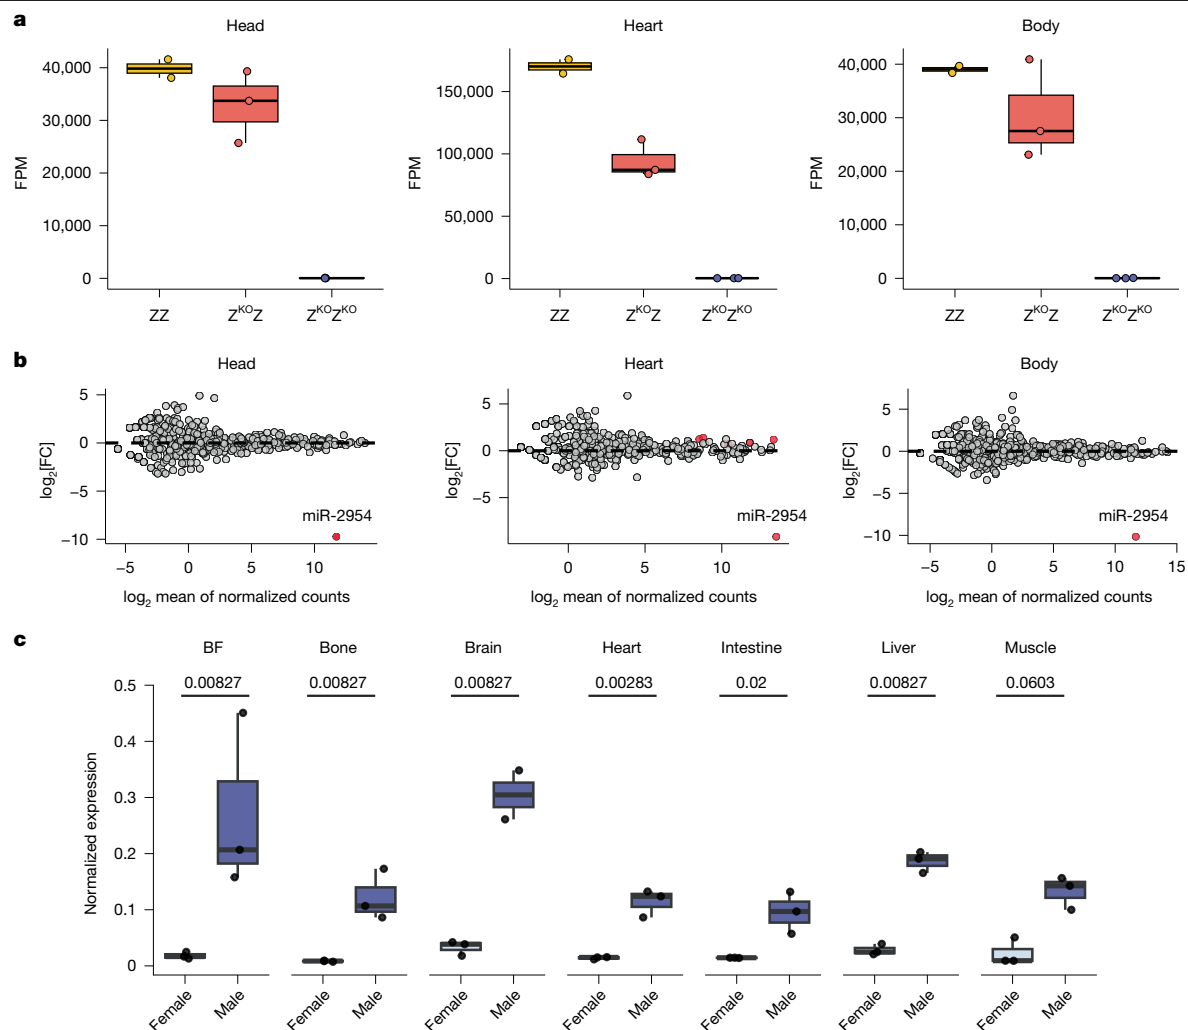 a
Head Heart Body
FPM
40,000
30,000
20,000
10,000
0
ZZ Z^KO Z Z^KO Z^KO
FPM
150,000
100,000
50,000
0
ZZ Z^KO Z Z^KO Z^KO
FPM
40,000
30,000
20,000
10,000
0
ZZ Z^KO Z Z^KO Z^KO
b
Head Heart Body
log₂[FC]
5
0
−5
−10
miR-2954
−5 0 5 10
log₂ mean of normalized counts
log₂[FC]
5
0
−5
miR-2954
0 5 10
log₂ mean of normalized counts
log₂[FC]
5
0
−5
−10
miR-2954
−5 0 5 10 15
log₂ mean of normalized counts
c
BF Bone Brain Heart Intestine Liver Muscle
0.00827 0.00827 0.00827 0.00283 0.02 0.00827 0.0603
Normalized expression
0.5
0.4
0.3
0.2
0.1
0
Female Male Female Male Female Male Female Male Female Male Female Male Female Male